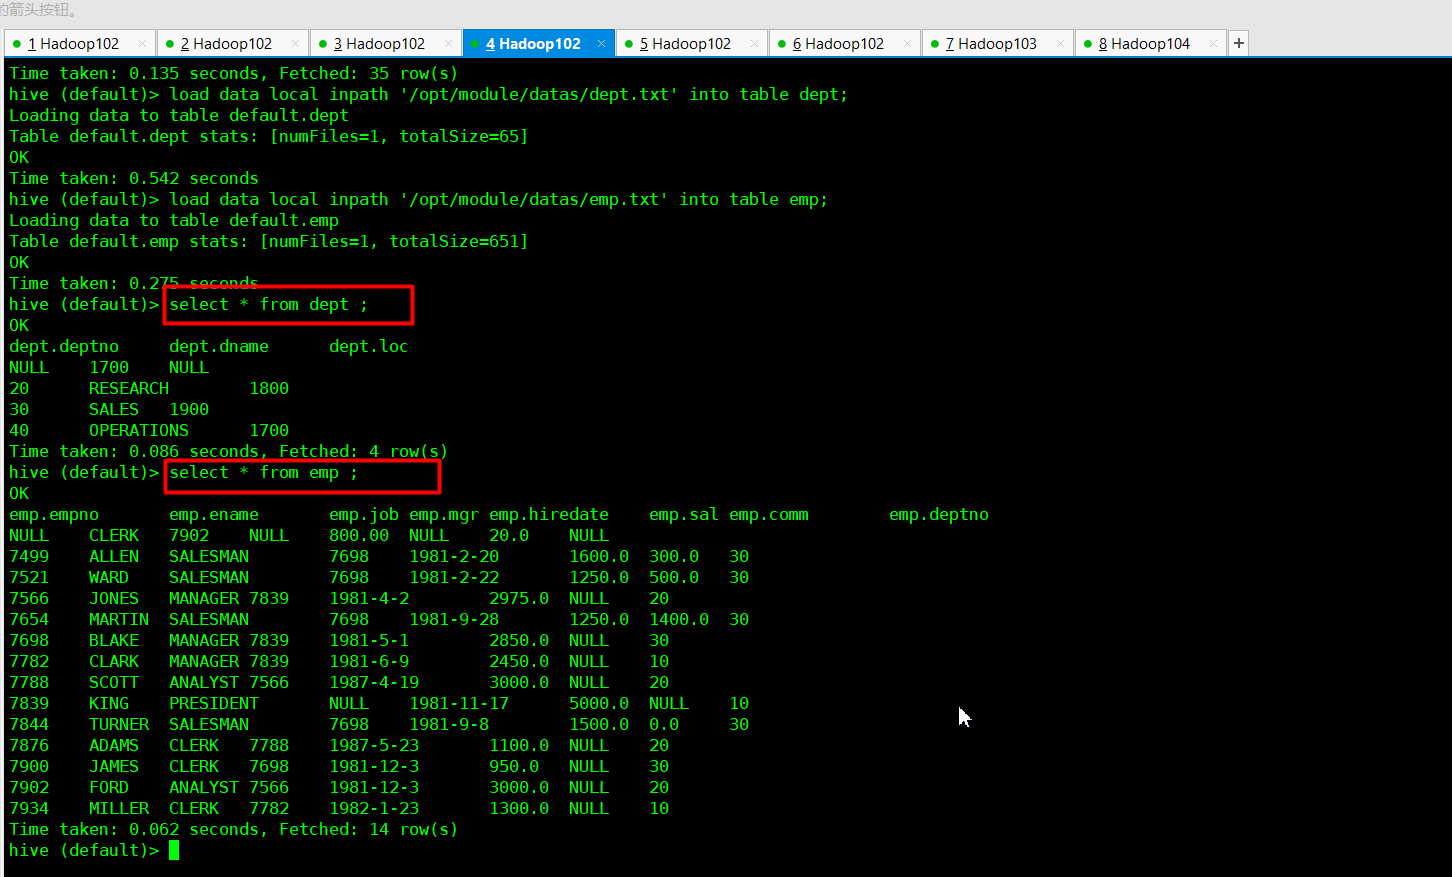 的箭头按钮。
1 Hadoop102 × 2 Hadoop102 × 3 Hadoop102 × 4 Hadoop102 × 5 Hadoop102 × 6 Hadoop102 × 7 Hadoop103 × 8 Hadoop104 × +
Time taken: 0.135 seconds, Fetched: 35 row(s)
hive (default)> load data local inpath '/opt/module/datas/dept.txt' into table dept;
Loading data to table default.dept
Table default.dept stats: [numFiles=1, totalSize=65]
OK
Time taken: 0.542 seconds
hive (default)> load data local inpath '/opt/module/datas/emp.txt' into table emp;
Loading data to table default.emp
Table default.emp stats: [numFiles=1, totalSize=651]
OK
Time taken: 0.275 seconds
hive (default)> select * from dept ;
OK
dept.deptno dept.dname dept.loc
NULL 1700 NULL
20 RESEARCH 1800
30 SALES 1900
40 OPERATIONS 1700
Time taken: 0.086 seconds, Fetched: 4 row(s)
hive (default)> select * from emp ;
OK
emp.empno emp.ename emp.job emp.mgr emp.hiredate emp.sal emp.comm emp.deptno
NULL CLERK 7902 NULL 800.00 NULL 20.0 NULL
7499 ALLEN SALESMAN 7698 1981-2-20 1600.0 300.0 30
7521 WARD SALESMAN 7698 1981-2-22 1250.0 500.0 30
7566 JONES MANAGER 7839 1981-4-2 2975.0 NULL 20
7654 MARTIN SALESMAN 7698 1981-9-28 1250.0 1400.0 30
7698 BLAKE MANAGER 7839 1981-5-1 2850.0 NULL 30
7782 CLARK MANAGER 7839 1981-6-9 2450.0 NULL 10
7788 SCOTT ANALYST 7566 1987-4-19 3000.0 NULL 20
7839 KING PRESIDENT NULL 1981-11-17 5000.0 NULL 10
7844 TURNER SALESMAN 7698 1981-9-8 1500.0 0.0 30
7876 ADAMS CLERK 7788 1987-5-23 1100.0 NULL 20
7900 JAMES CLERK 7698 1981-12-3 950.0 NULL 30
7902 FORD ANALYST 7566 1981-12-3 3000.0 NULL 20
7934 MILLER CLERK 7782 1982-1-23 1300.0 NULL 10
Time taken: 0.062 seconds, Fetched: 14 row(s)
hive (default)>